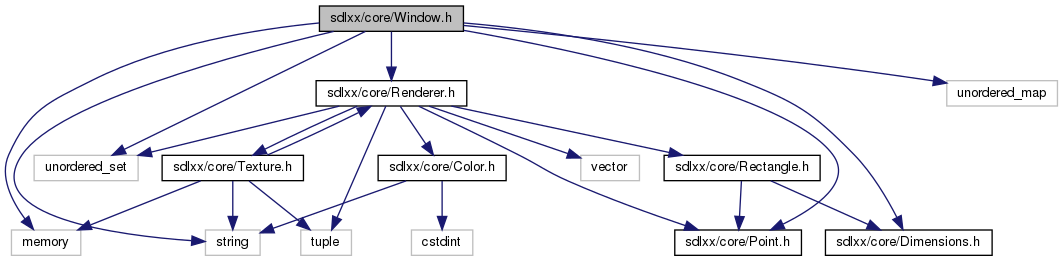 sdlxx/core/Window.h
sdlxx/core/Renderer.h
unordered_map
unordered_set
sdlxx/core/Texture.h
sdlxx/core/Color.h
vector
sdlxx/core/Rectangle.h
memory
string
tuple
cstdint
sdlxx/core/Point.h
sdlxx/core/Dimensions.h